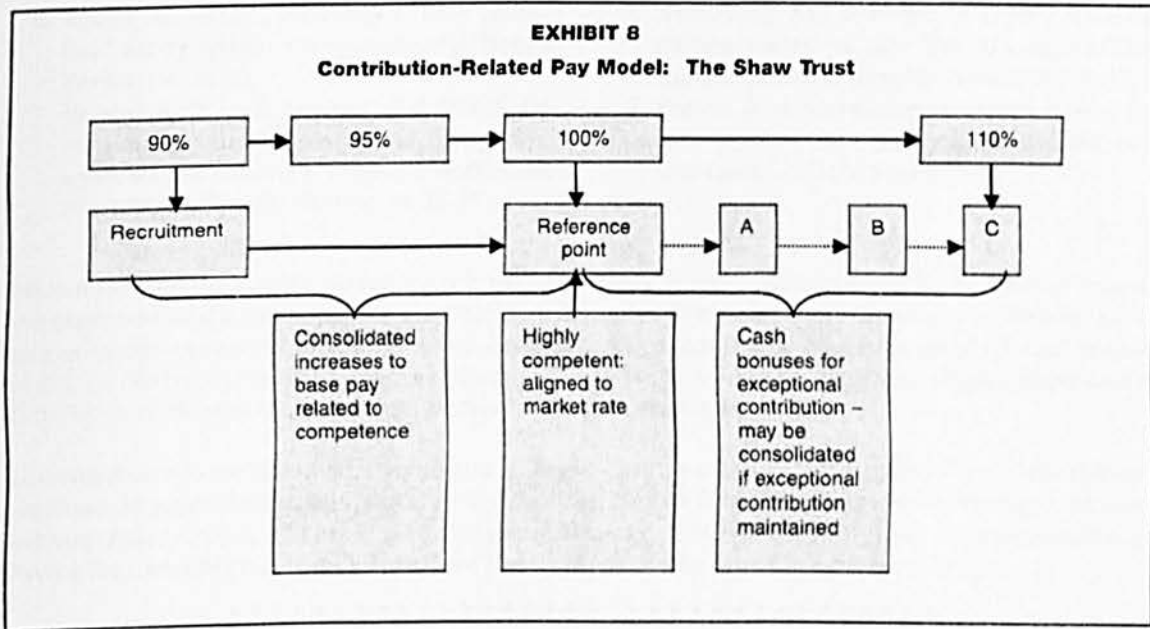 EXHIBIT 8
Contribution-Related Pay Model: The Shaw Trust
90%
95%
100%
110%
Recruitment
Reference
point
A
B
C
Consolidated
increases to
base pay
related to
competence
Highly
competent:
aligned to
market rate
Cash
bonuses for
exceptional
contribution –
may be
consolidated
if exceptional
contribution
maintained